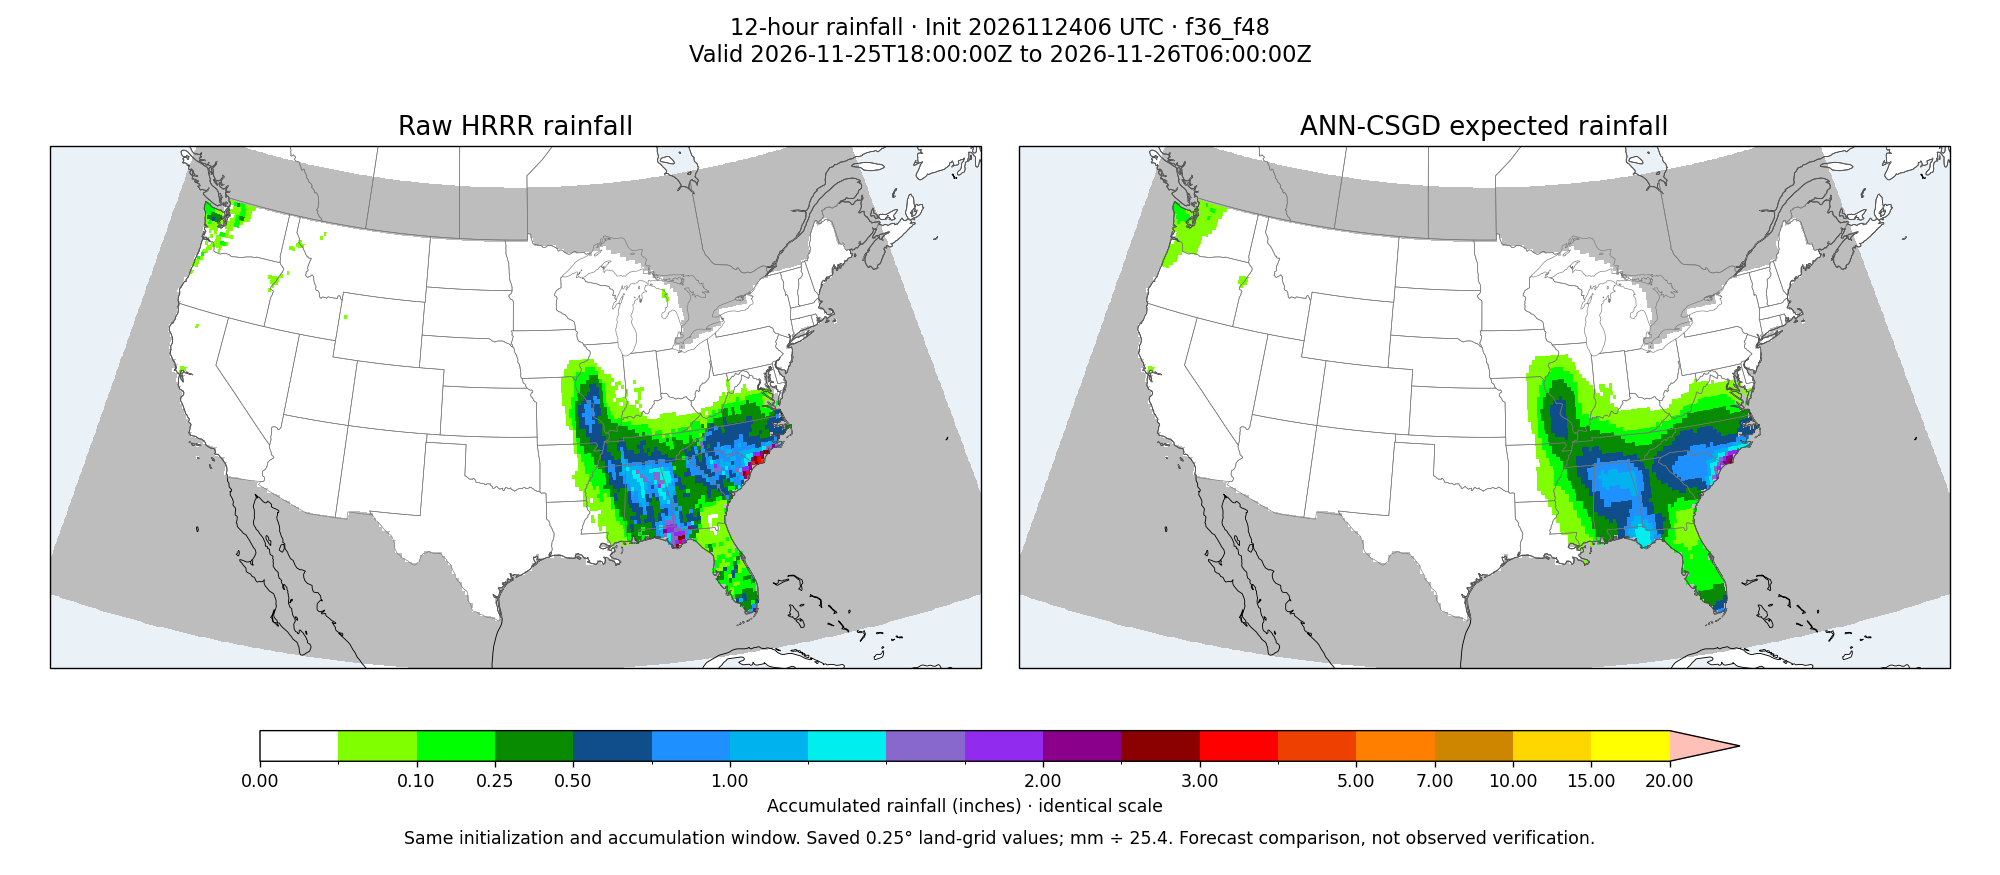 12-hour rainfall · Init 2026112406 UTC · f36_f48
Valid 2026-11-25T18:00:00Z to 2026-11-26T06:00:00Z
Raw HRRR rainfall
ANN-CSGD expected rainfall
0.00 0.10 0.25 0.50 1.00 2.00 3.00 5.00 7.00 10.00 15.00 20.00
Accumulated rainfall (inches) · identical scale
Same initialization and accumulation window. Saved 0.25° land-grid values; mm ÷ 25.4. Forecast comparison, not observed verification.